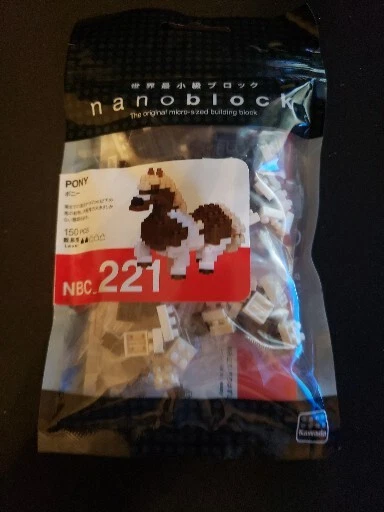 世界最小級ブロック
nanoblock
The original micro-sized building block
PONY
ポニー
150 PCS
NBC_221
Kawada